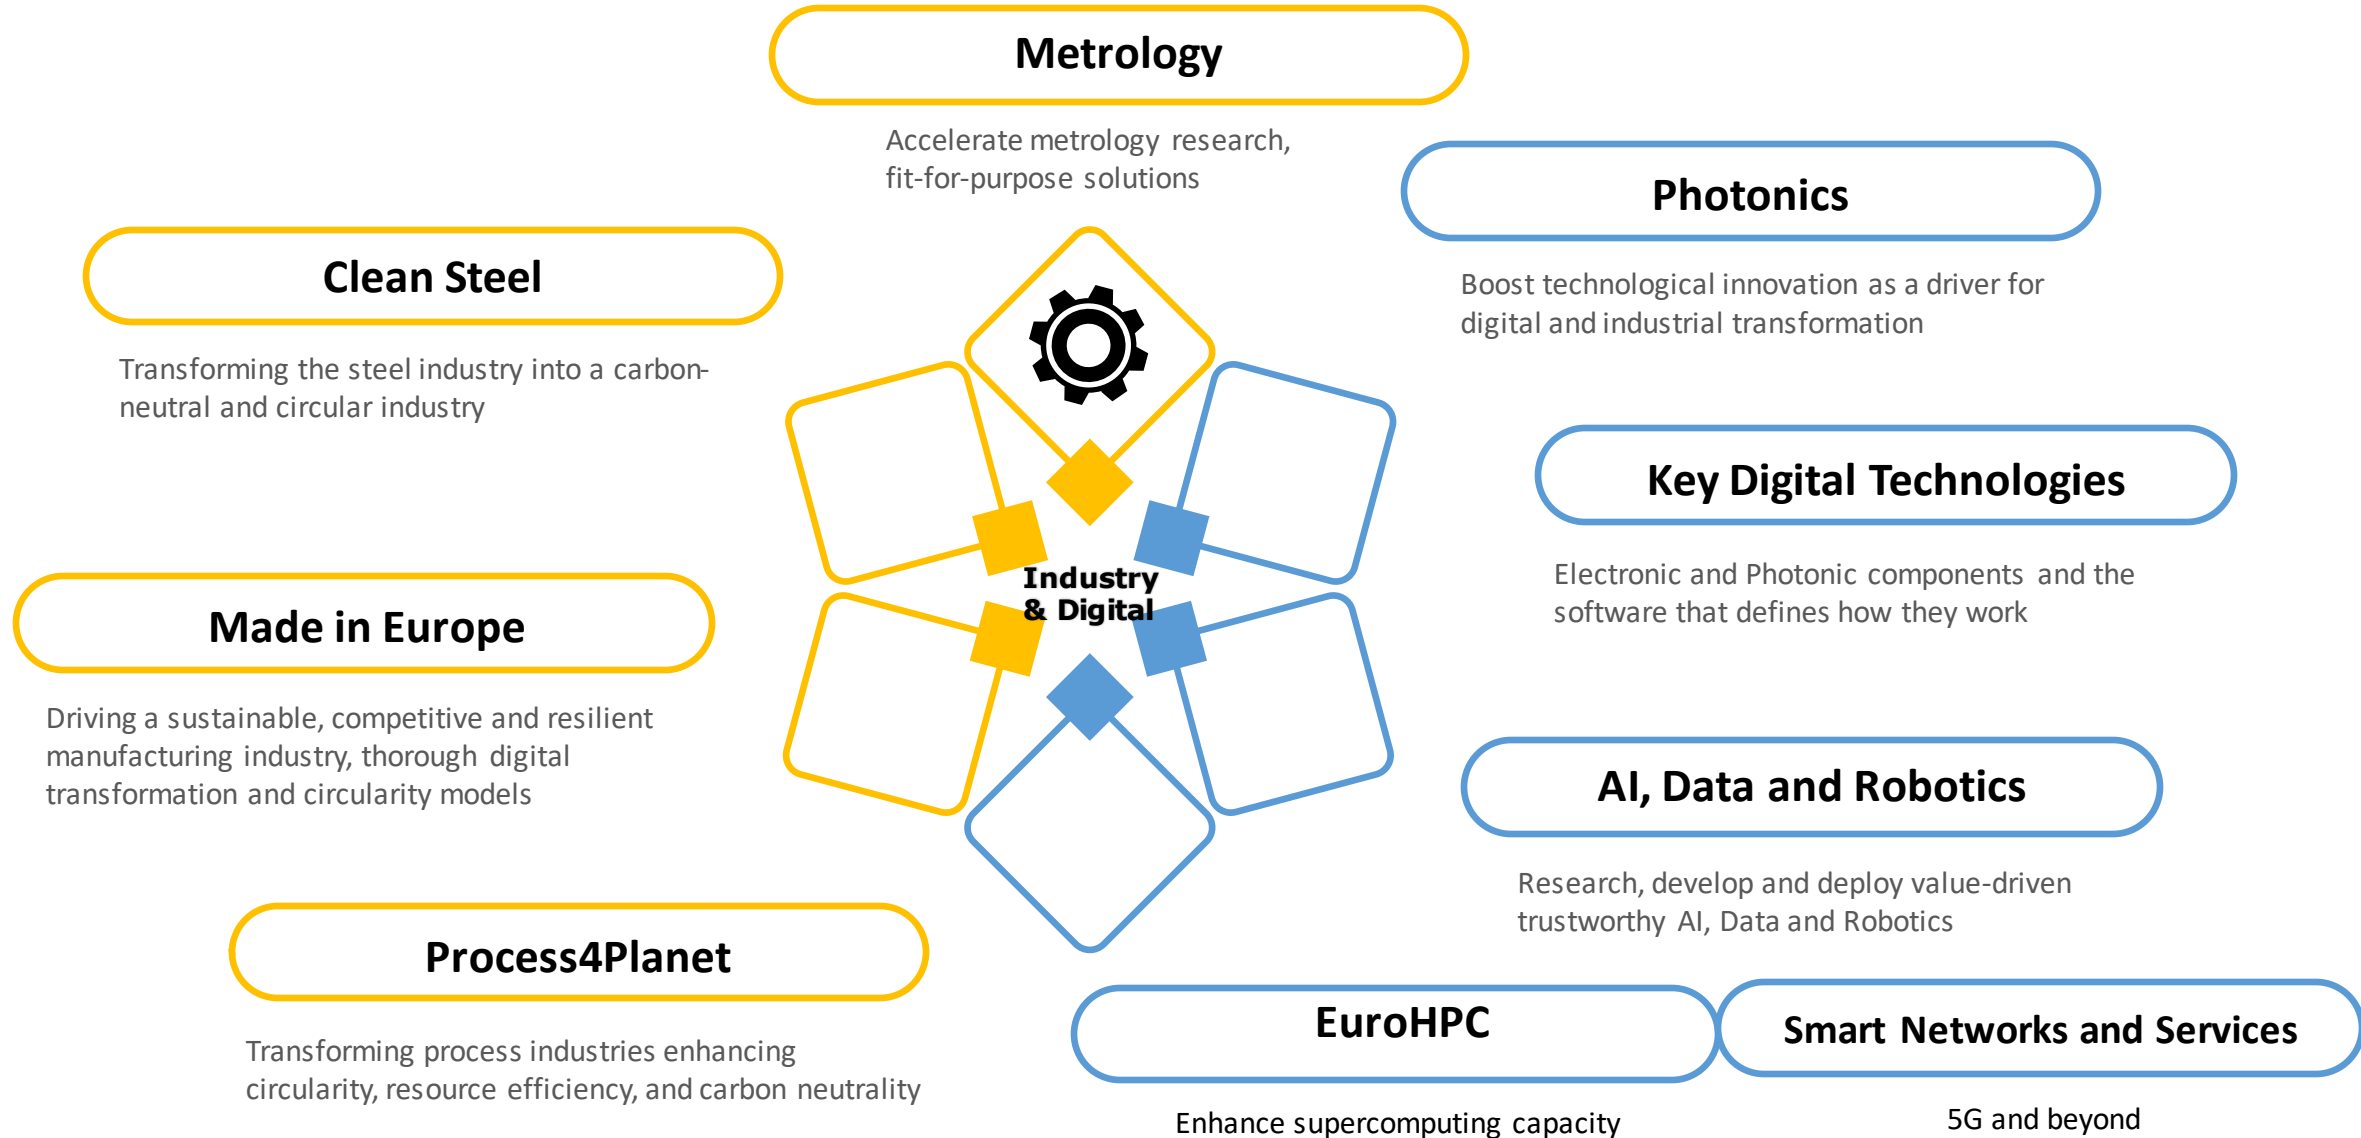 Metrology
Accelerate metrology research,
fit-for-purpose solutions
Photonics
Boost technological innovation as a driver for
digital and industrial transformation
Clean Steel
Transforming the steel industry into a carbon-
neutral and circular industry
Key Digital Technologies
Electronic and Photonic components and the
software that defines how they work
Industry
& Digital
Made in Europe
Driving a sustainable, competitive and resilient
manufacturing industry, thorough digital
transformation and circularity models
AI, Data and Robotics
Research, develop and deploy value-driven
trustworthy AI, Data and Robotics
Process4Planet
Transforming process industries enhancing
circularity, resource efficiency, and carbon neutrality
EuroHPC
Enhance supercomputing capacity
Smart Networks and Services
5G and beyond